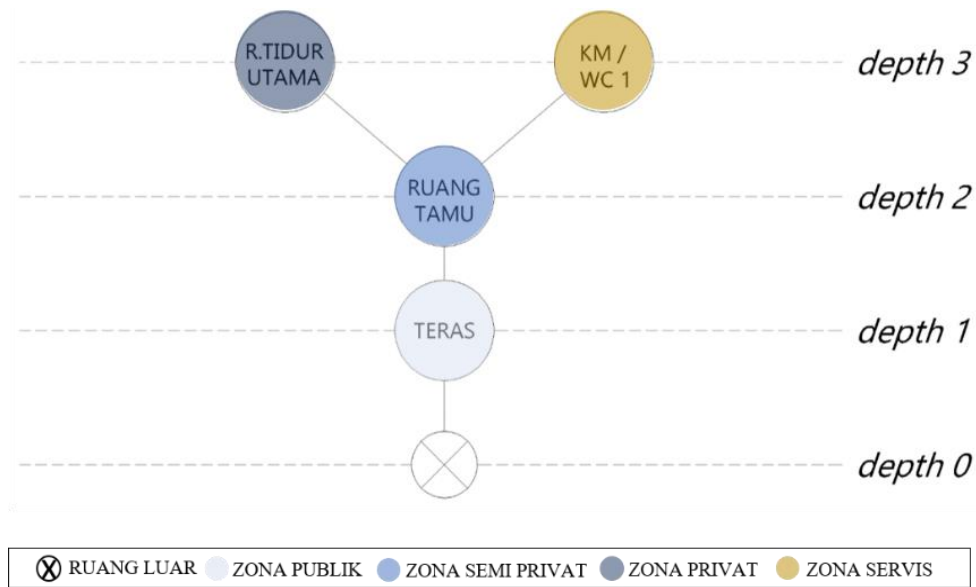 R.TIDUR
UTAMA
KM /
WC 1
depth 3
RUANG
TAMU
depth 2
TERAS
depth 1
depth 0
RUANG LUAR ZONA PUBLIK ZONA SEMI PRIVAT ZONA PRIVAT ZONA SERVIS